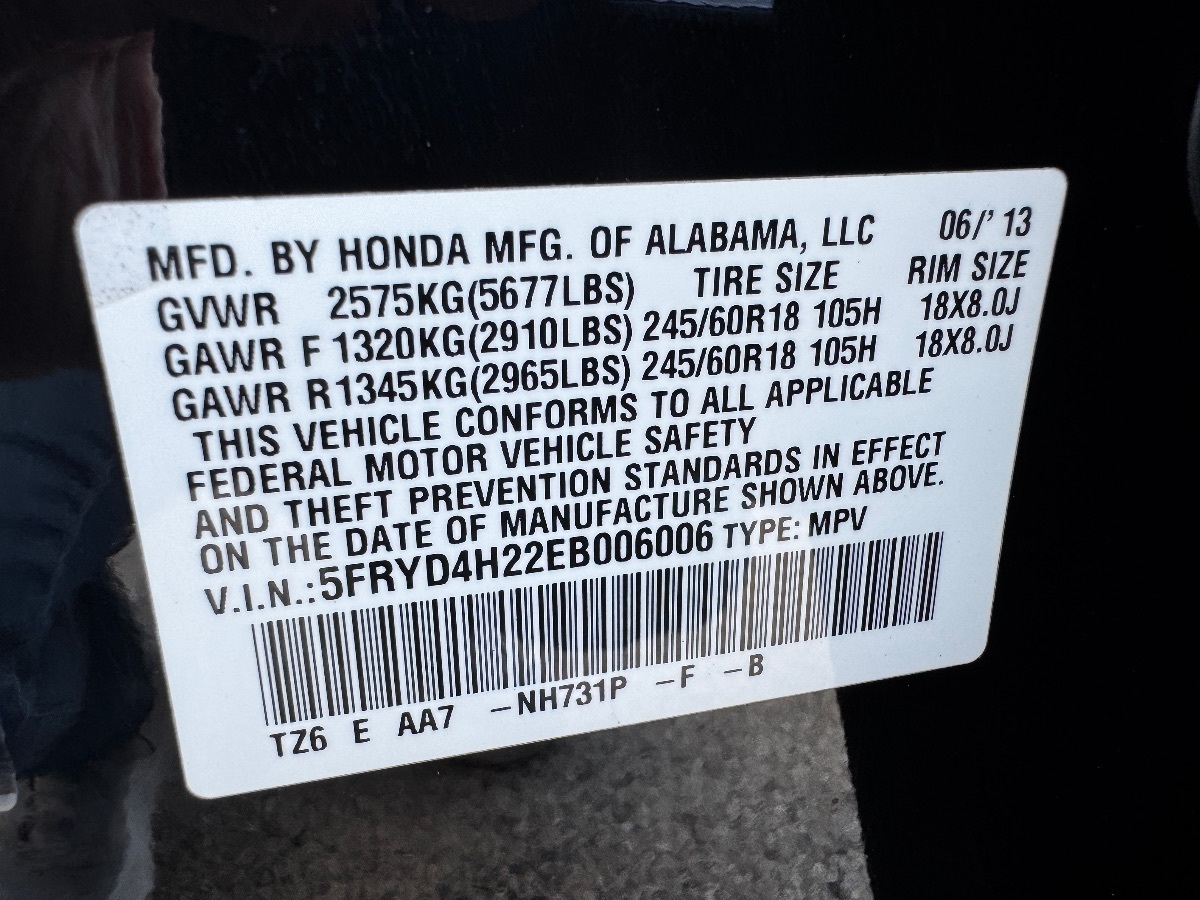 MFD. BY HONDA MFG. OF ALABAMA, LLC 06/' 13
GVWR 2575KG(5677LBS) TIRE SIZE RIM SIZE
GAWR F 1320KG(2910LBS) 245/60R18 105H 18X8.0J
GAWR R 1345KG(2965LBS) 245/60R18 105H 18X8.0J
THIS VEHICLE CONFORMS TO ALL APPLICABLE
FEDERAL MOTOR VEHICLE SAFETY
AND THEFT PREVENTION STANDARDS IN EFFECT
ON THE DATE OF MANUFACTURE SHOWN ABOVE.
V.I.N.: 5FRYD4H22EB006006 TYPE: MPV
TZ6 E AA7 -NH731P -F -B